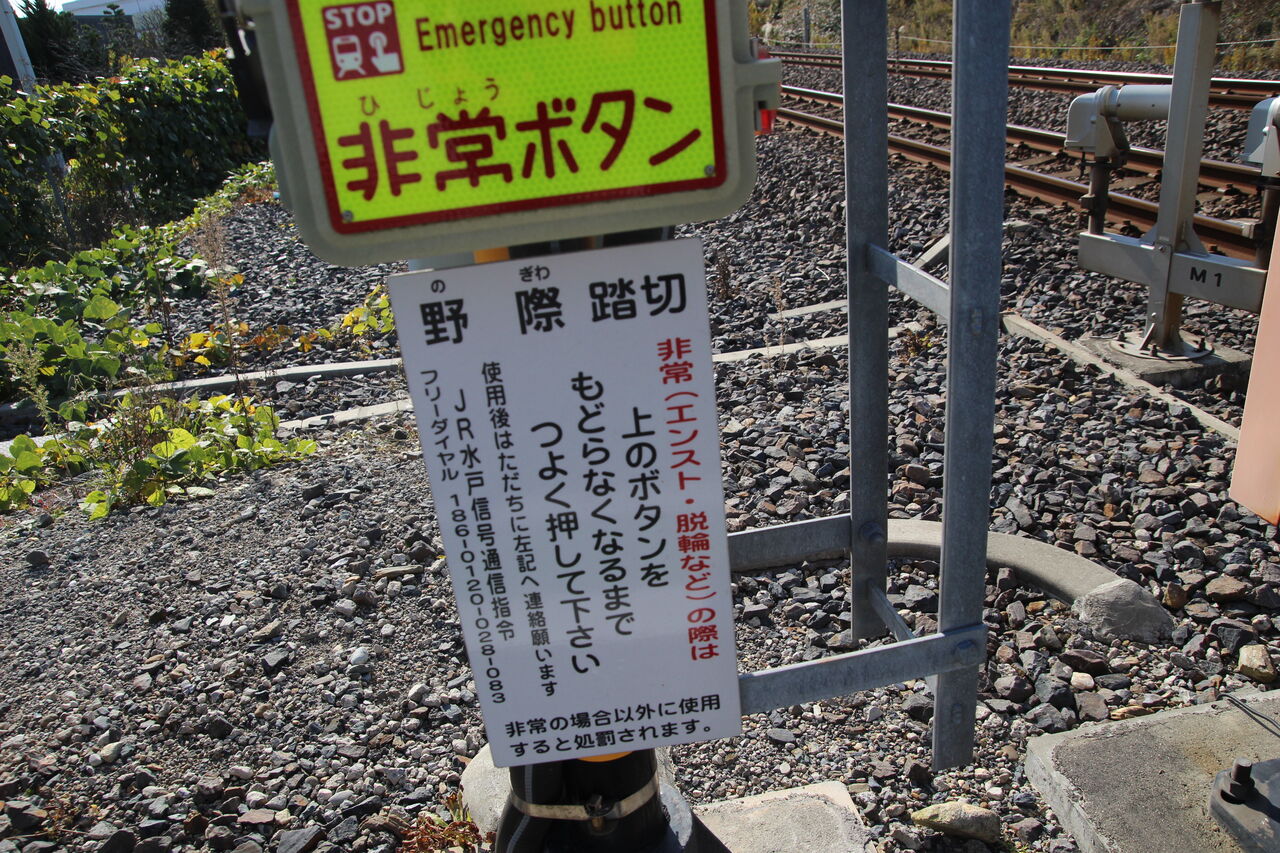 STOP
Emergency button
ひ じょう
非常ボタン
の ぎわ
野 際 踏切
非常(エンスト・脱輪など)の際は
上のボタンを
もどらなくなるまで
つよく押して下さい
使用後はただちに左記へ連絡願います
JR水戸信号通信指令
フリーダイヤル 186-0120-028-083
非常の場合以外に使用
すると処罰されます。
M1